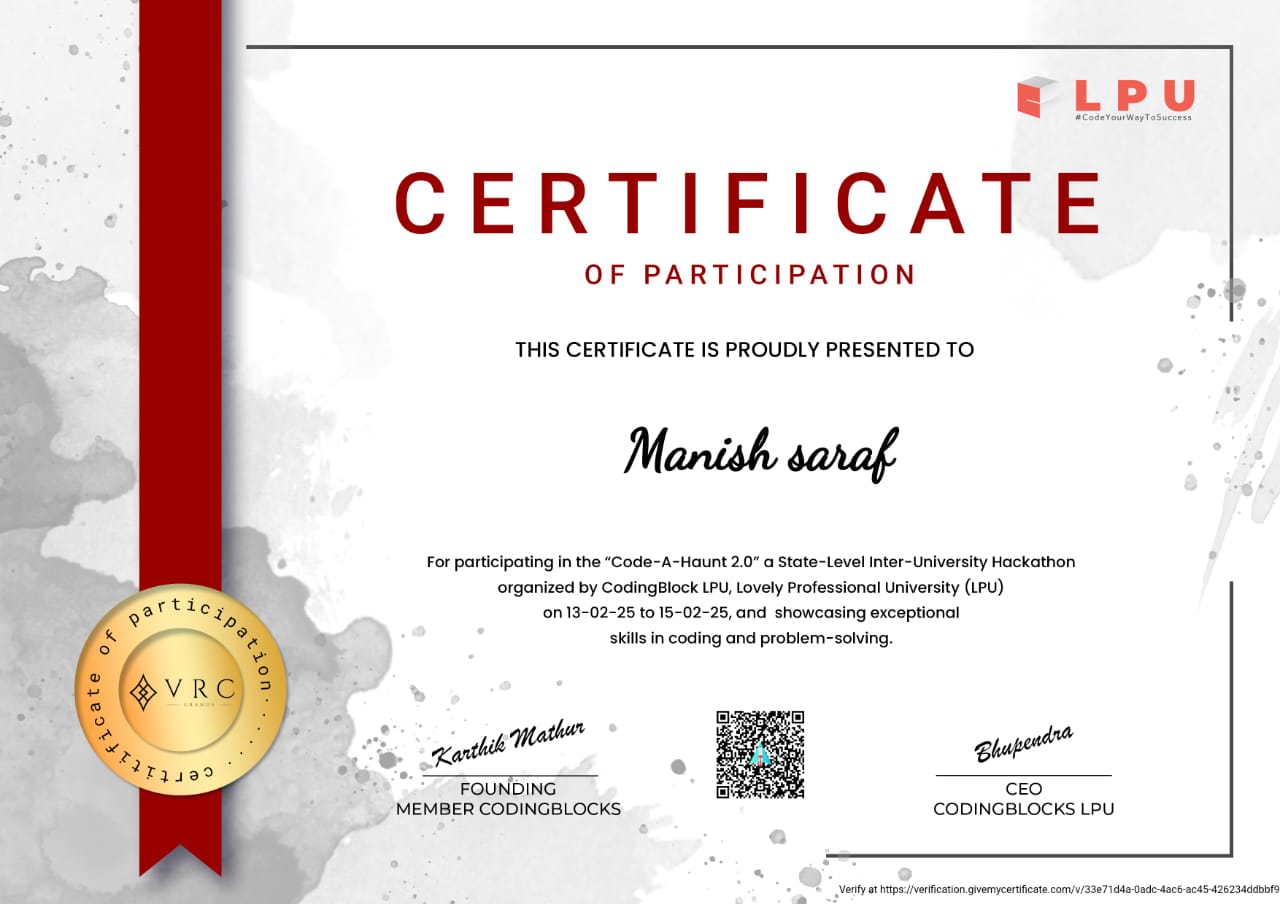 LPU
#CodeYourWayToSuccess
CERTIFICATE
OF PARTICIPATION
THIS CERTIFICATE IS PROUDLY PRESENTED TO
Manish saraf
For participating in the “Code-A-Haunt 2.0” a State-Level Inter-University Hackathon
organized by CodingBlock LPU, Lovely Professional University (LPU)
on 13-02-25 to 15-02-25, and  showcasing exceptional
skills in coding and problem-solving.
certificate of participation
VRC
GRANDS
Karthik Mathur
FOUNDING
MEMBER CODINGBLOCKS
Bhupendra
CEO
CODINGBLOCKS LPU
Verify at https://verification.givemycertificate.com/v/33e71d4a-0adc-4ac6-ac45-426234ddbbf9